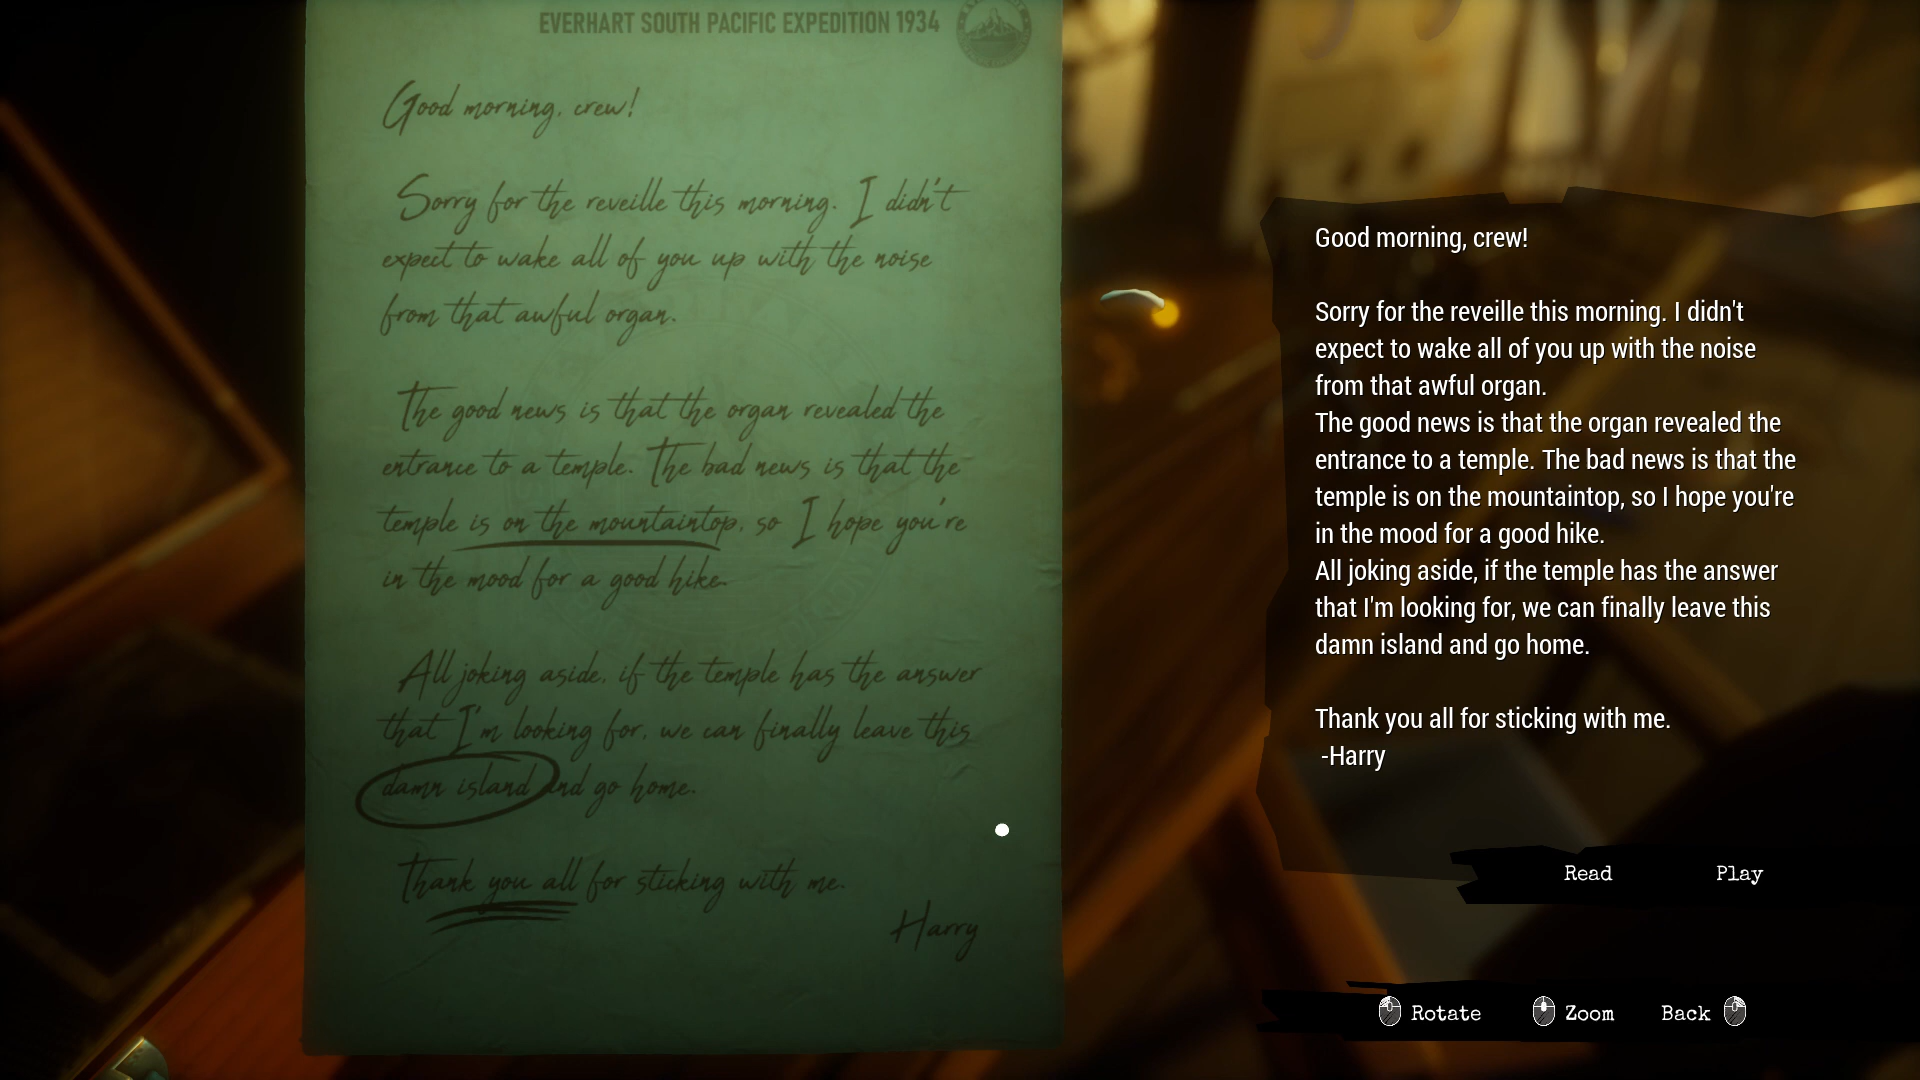 EVERHART SOUTH PACIFIC EXPEDITION 1934
Good morning, crew!
Sorry for the reveille this morning. I didn't
expect to wake all of you up with the noise
from that awful organ.
The good news is that the organ revealed the
entrance to a temple. The bad news is that the
temple is on the mountaintop, so I hope you're
in the mood for a good hike.
All joking aside, if the temple has the answer
that I'm looking for, we can finally leave this
damn island and go home.
Thank you all for sticking with me.
Harry
Good morning, crew!
Sorry for the reveille this morning. I didn't
expect to wake all of you up with the noise
from that awful organ.
The good news is that the organ revealed the
entrance to a temple. The bad news is that the
temple is on the mountaintop, so I hope you're
in the mood for a good hike.
All joking aside, if the temple has the answer
that I'm looking for, we can finally leave this
damn island and go home.
Thank you all for sticking with me.
-Harry
Read Play
Rotate Zoom Back